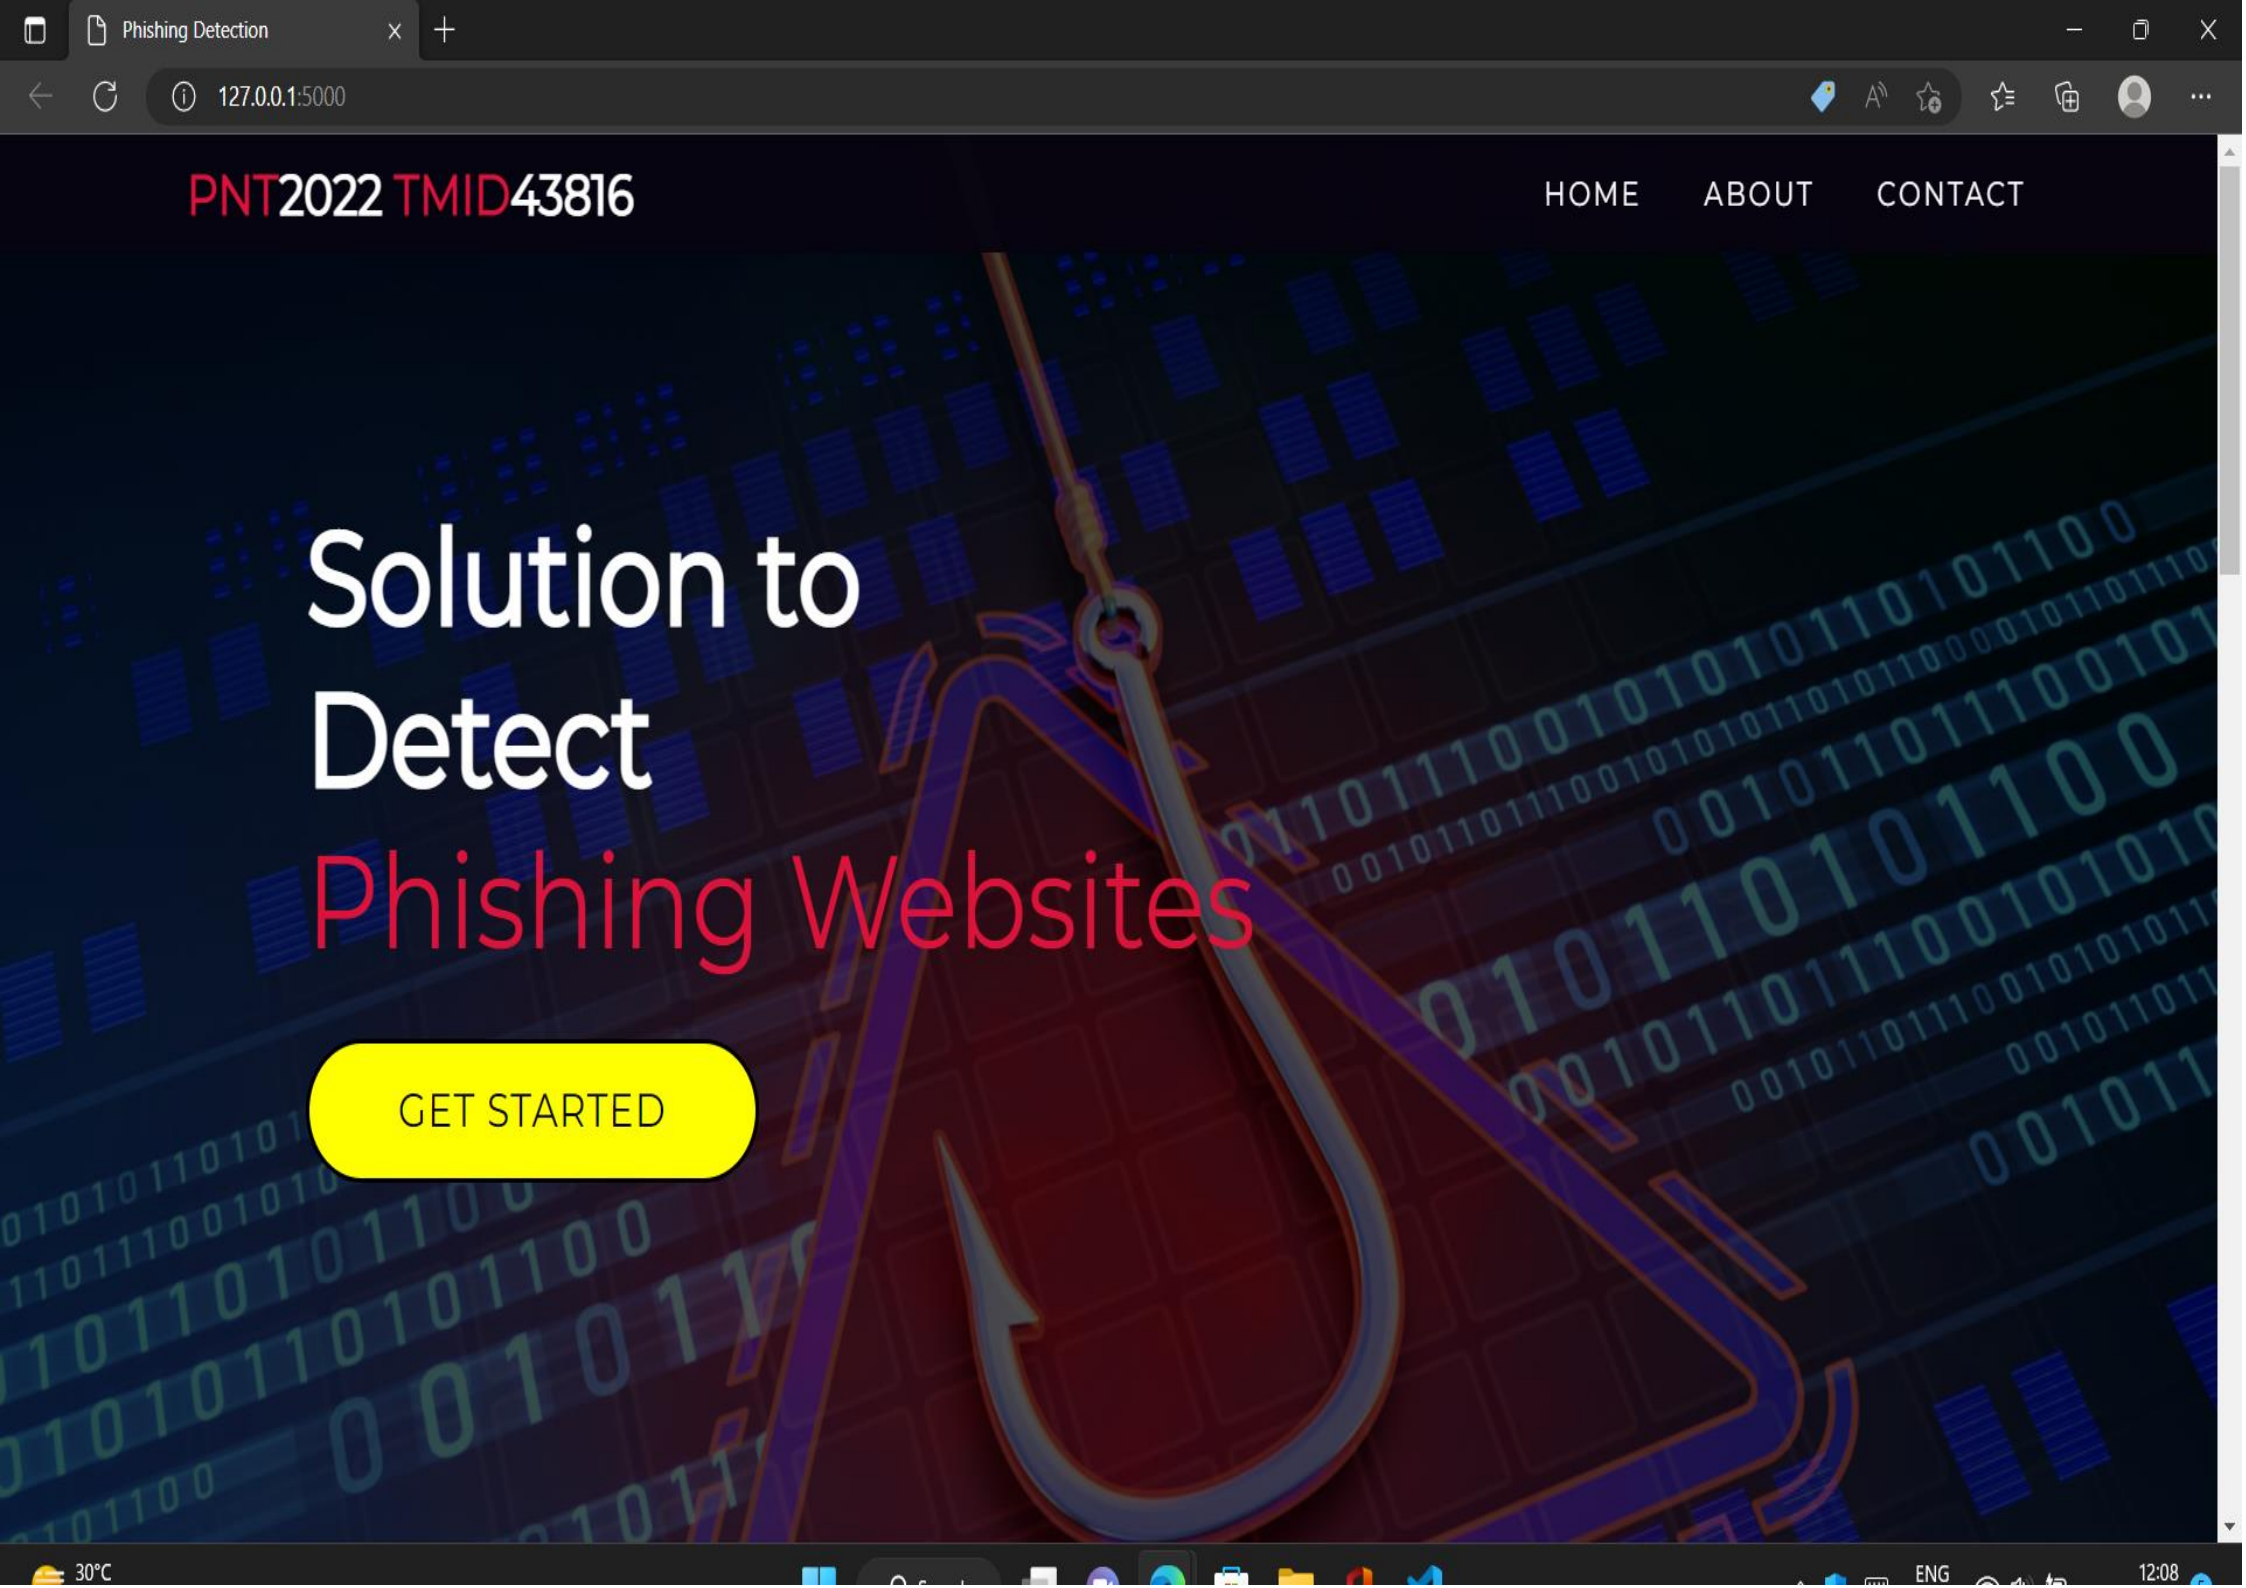 Phishing Detection
127.0.0.1:5000
PNT2022 TMID43816
HOME ABOUT CONTACT
Solution to
Detect
Phishing Websites
GET STARTED
30°C
ENG
12:08